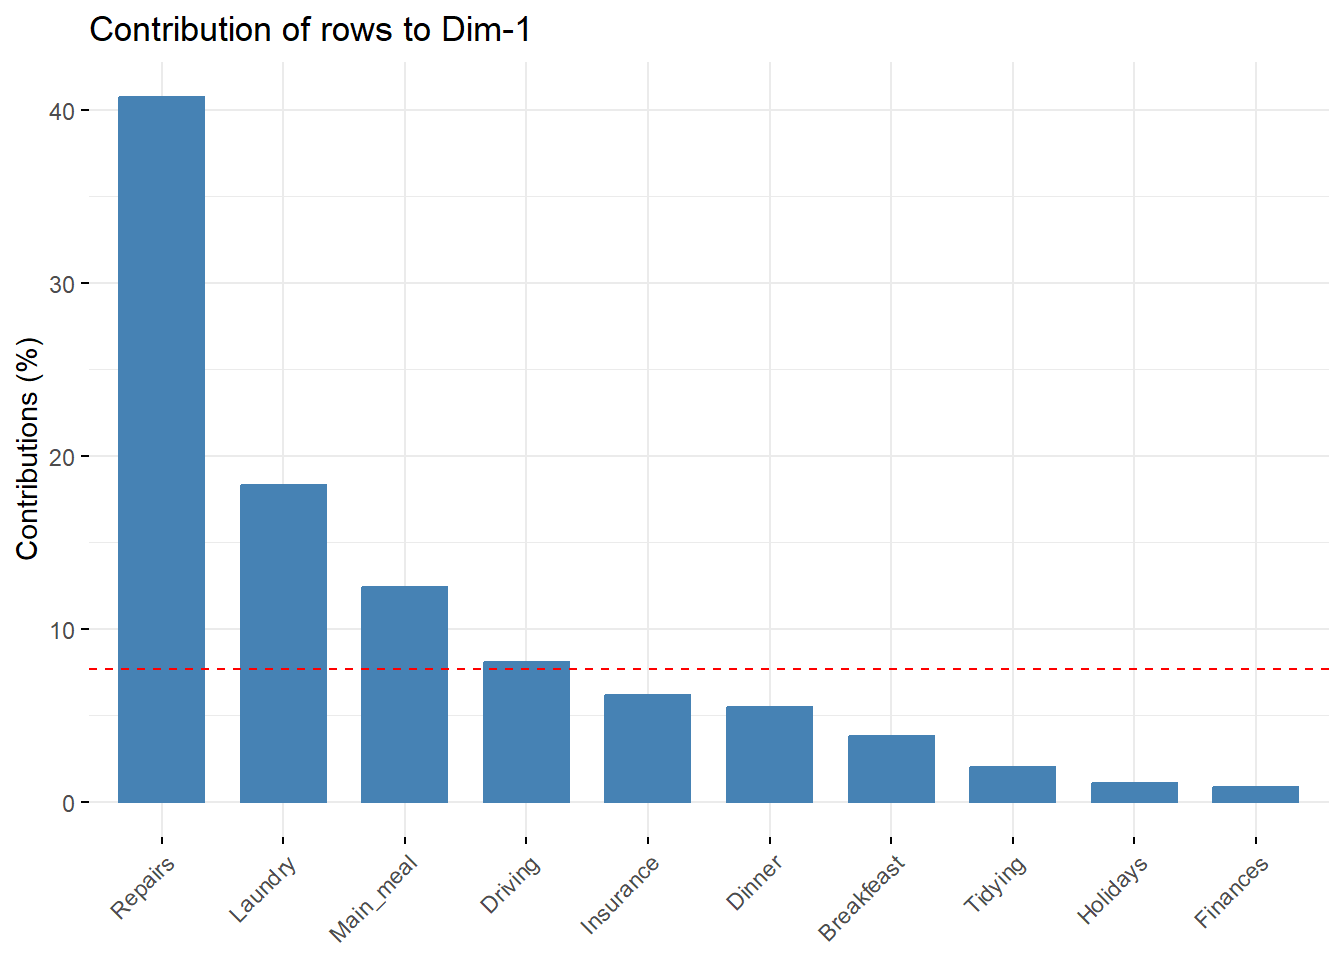 Contribution of rows to Dim-1
Contributions (%)
40
30
20
10
0
Repairs
Laundry
Main_meal
Driving
Insurance
Dinner
Breakfeast
Tidying
Holidays
Finances